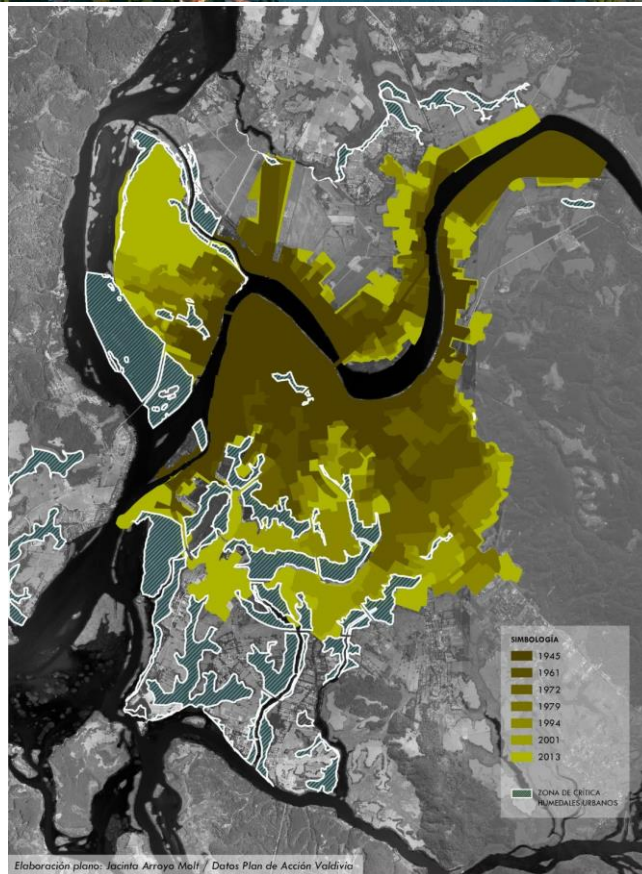 SIMBOLOGÍA
1945
1961
1972
1979
1994
2001
2013
ZONA DE CRÍTICA
HUMEDALES URBANOS
Elaboración plano: Jacinta Arroyo Molt / Datos Plan de Acción Valdivia